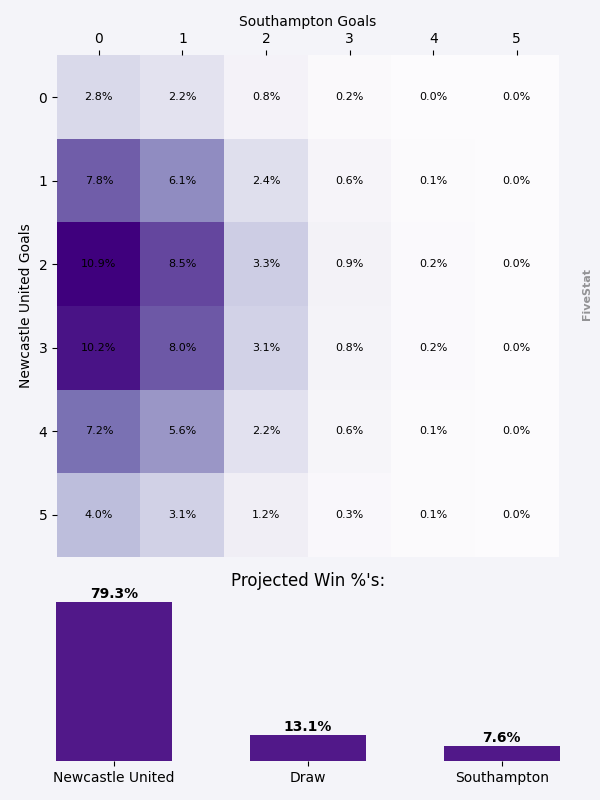 Southampton Goals
0 1 2 3 4 5
Newcastle United Goals
0 2.8% 2.2% 0.8% 0.2% 0.0% 0.0%
1 7.8% 6.1% 2.4% 0.6% 0.1% 0.0%
2 10.9% 8.5% 3.3% 0.9% 0.2% 0.0%
3 10.2% 8.0% 3.1% 0.8% 0.2% 0.0%
4 7.2% 5.6% 2.2% 0.6% 0.1% 0.0%
5 4.0% 3.1% 1.2% 0.3% 0.1% 0.0%
FiveStat
Projected Win %'s:
79.3% 13.1% 7.6%
Newcastle United Draw Southampton